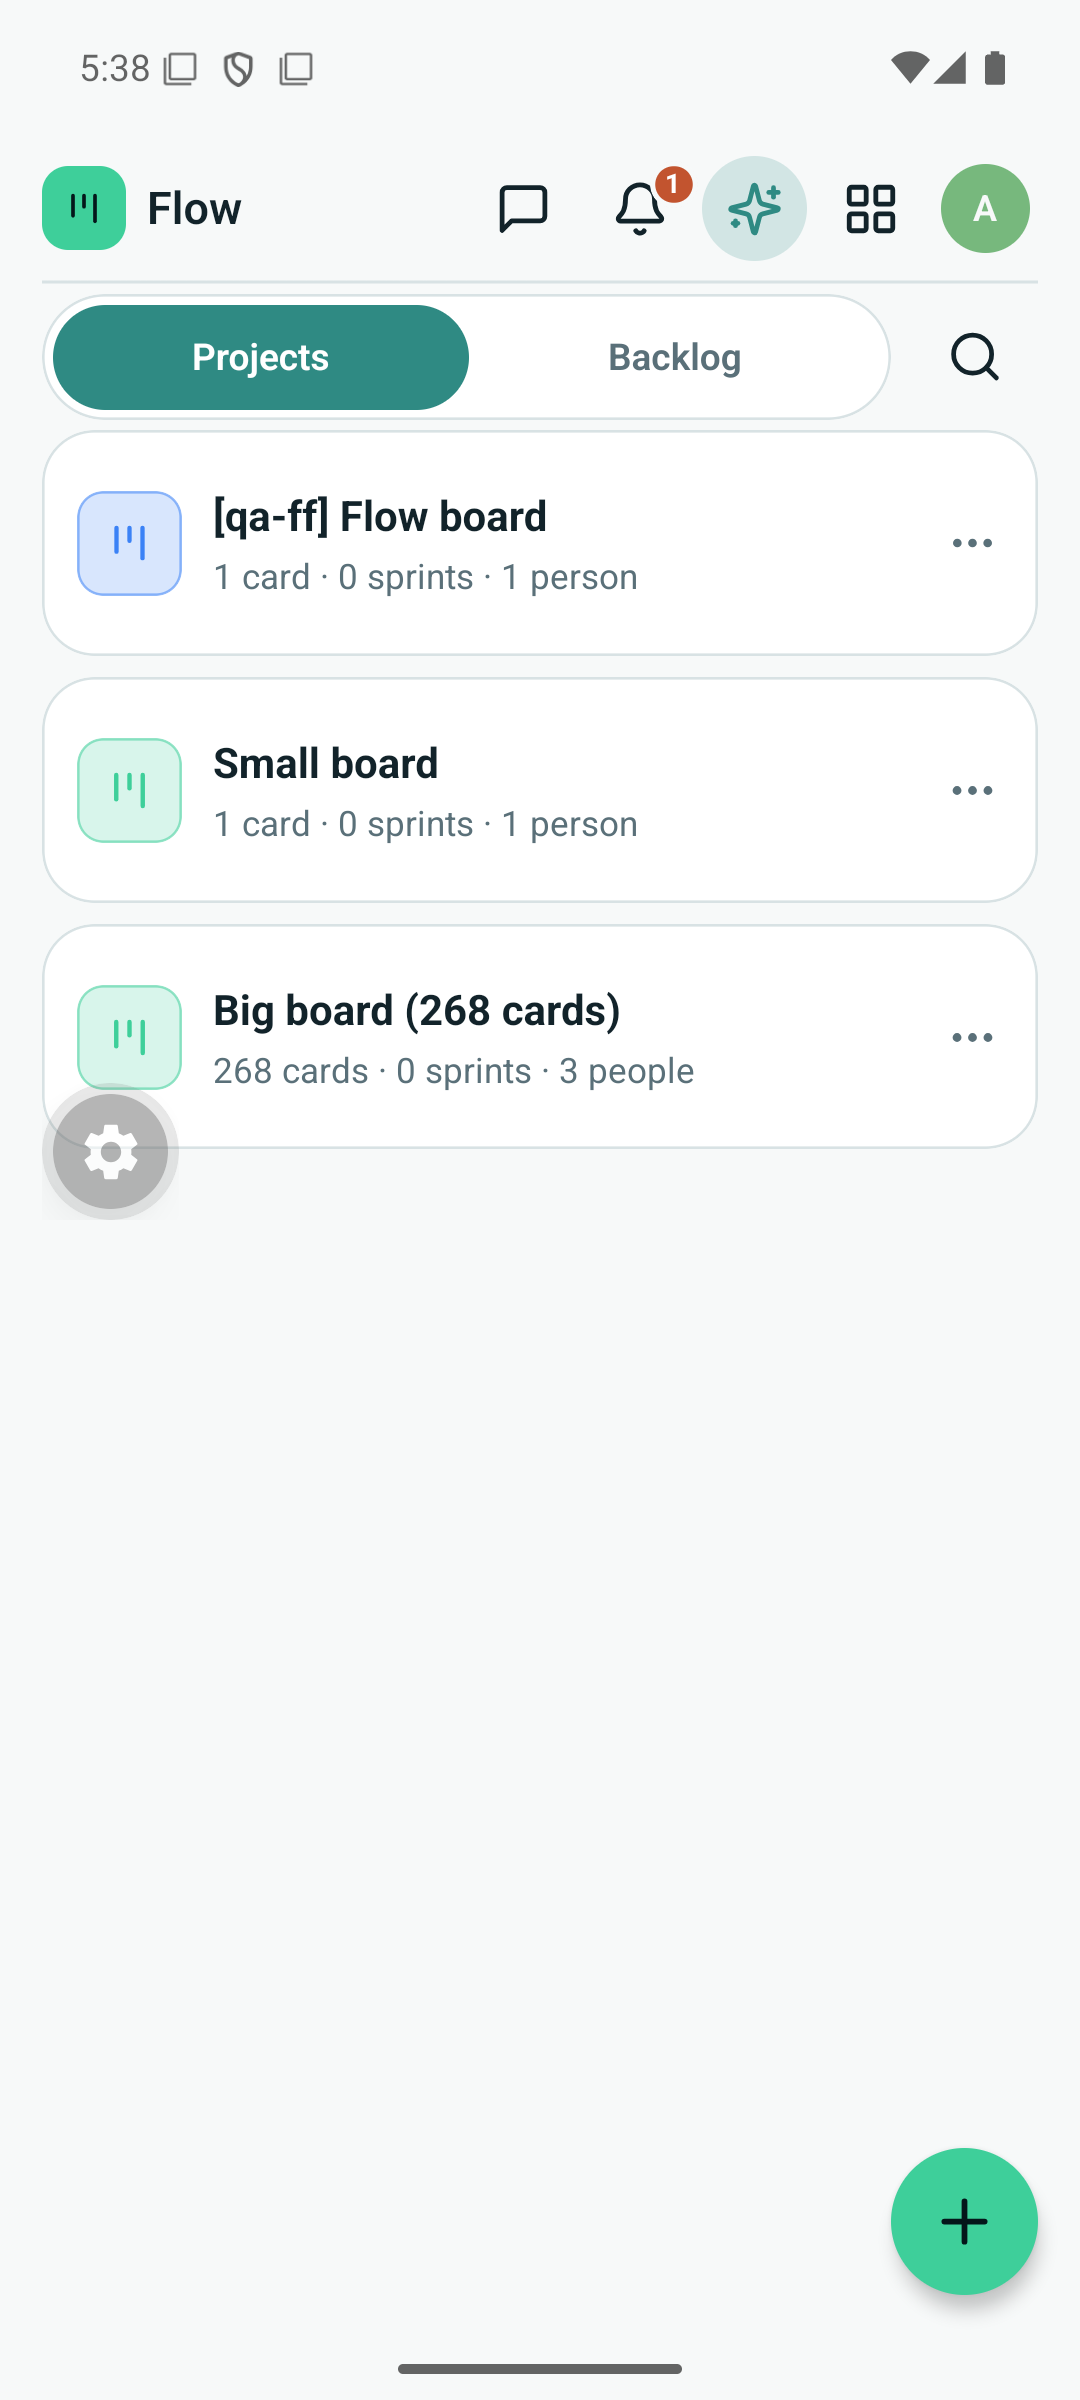 5:38
Flow
1
A
Projects
Backlog
[qa-ff] Flow board
1 card · 0 sprints · 1 person
Small board
1 card · 0 sprints · 1 person
Big board (268 cards)
268 cards · 0 sprints · 3 people